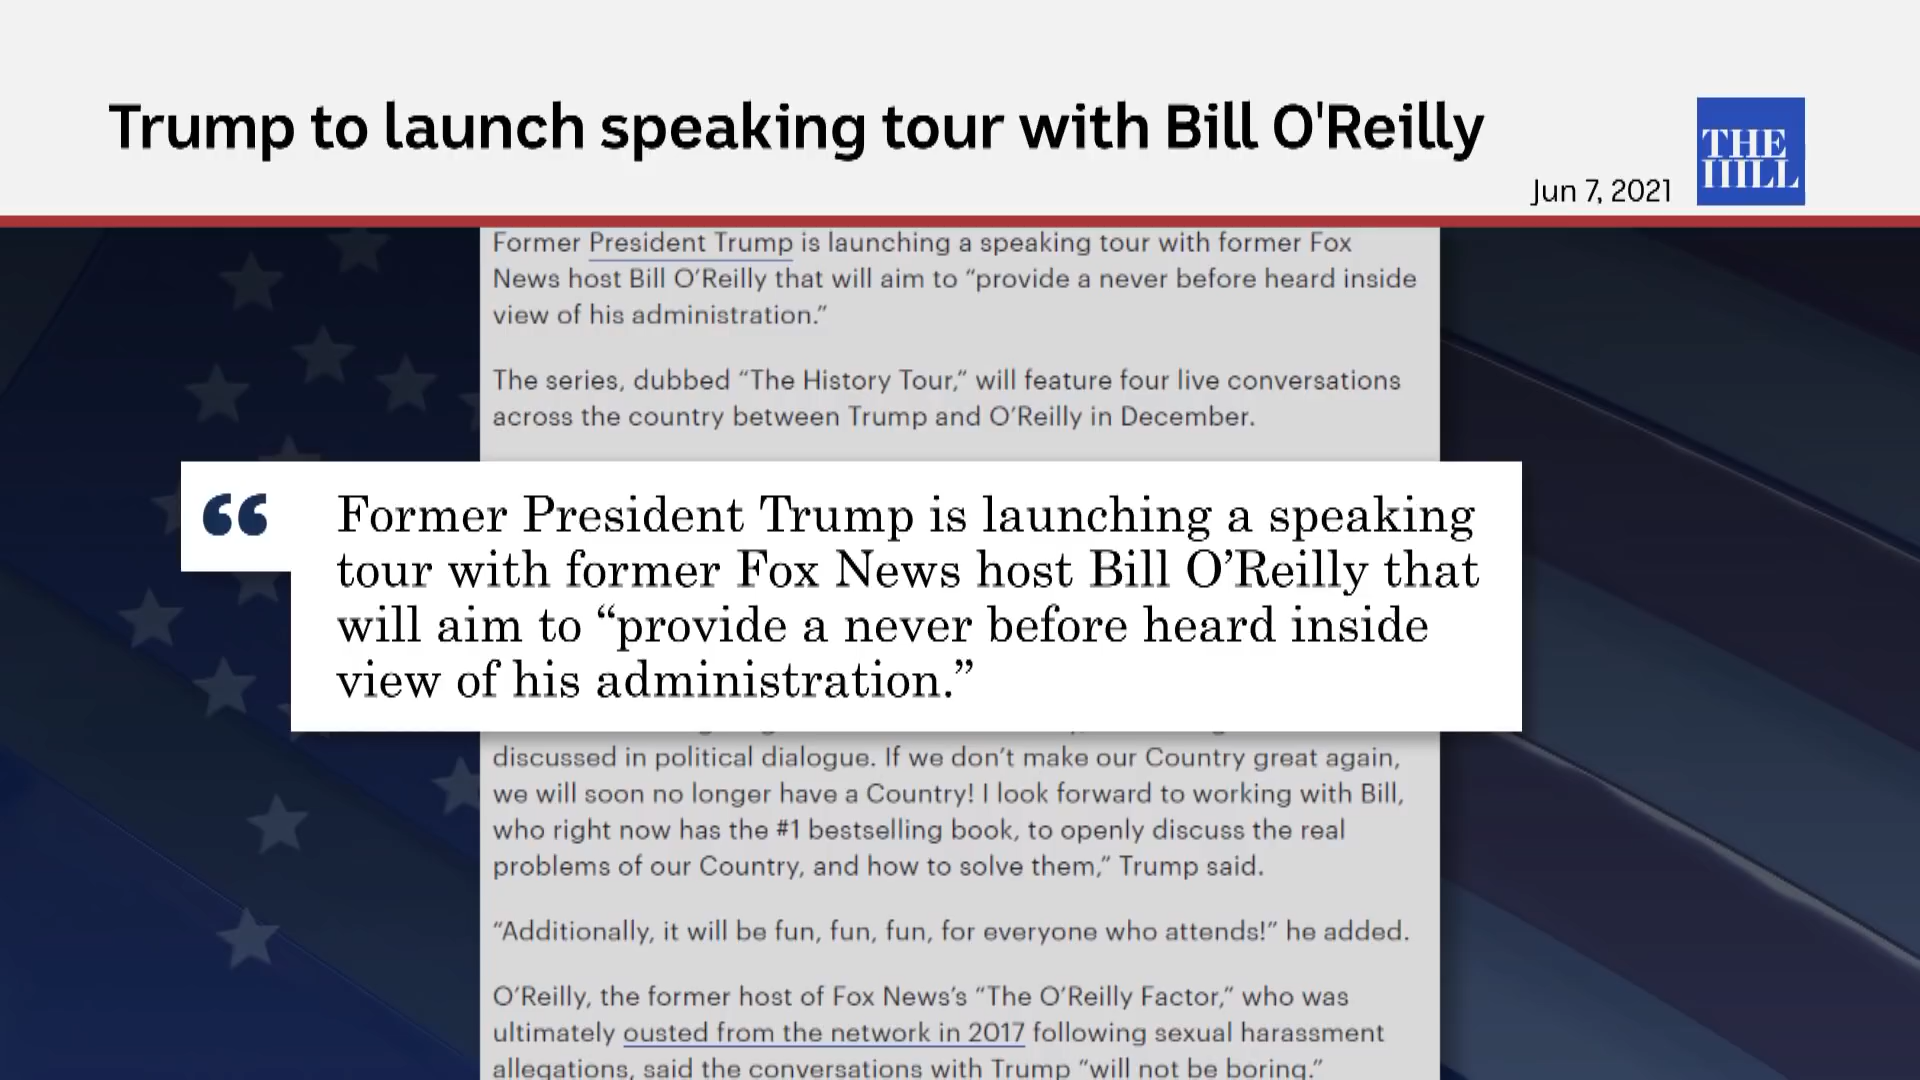 Trump to launch speaking tour with Bill O'Reilly
THE
HILL
Jun 7, 2021
Former President Trump is launching a speaking tour with former Fox
News host Bill O’Reilly that will aim to “provide a never before heard inside
view of his administration.”
The series, dubbed “The History Tour,” will feature four live conversations
across the country between Trump and O’Reilly in December.
“
Former President Trump is launching a speaking
tour with former Fox News host Bill O’Reilly that
will aim to “provide a never before heard inside
view of his administration.”
discussed in political dialogue. If we don’t make our Country great again,
we will soon no longer have a Country! I look forward to working with Bill,
who right now has the #1 bestselling book, to openly discuss the real
problems of our Country, and how to solve them,” Trump said.
“Additionally, it will be fun, fun, fun, for everyone who attends!” he added.
O’Reilly, the former host of Fox News’s “The O’Reilly Factor,” who was
ultimately ousted from the network in 2017 following sexual harassment
allegations, said the conversations with Trump “will not be boring.”